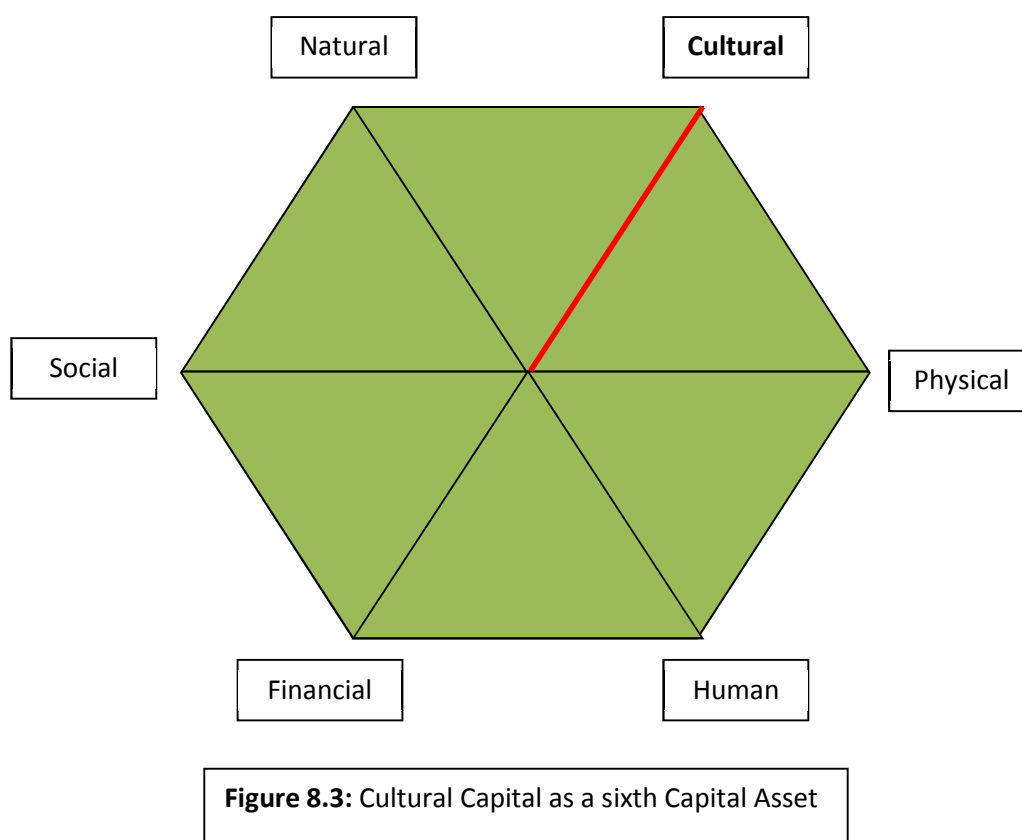 Natural
Cultural
Social
Physical
Financial
Human
Figure 8.3: Cultural Capital as a sixth Capital Asset